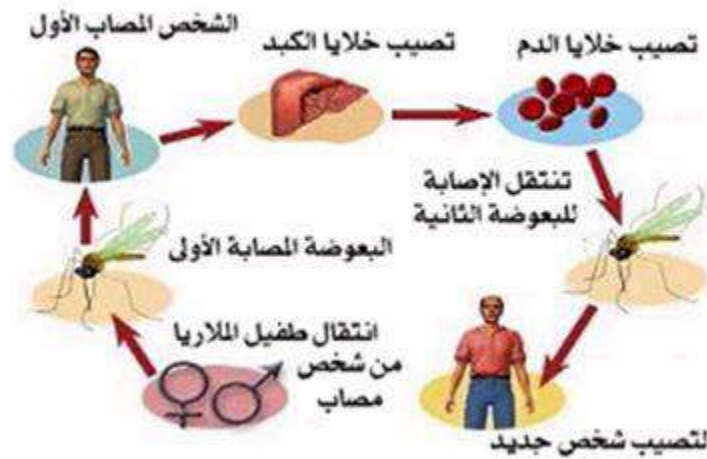 الشخص المصاب الأول
تصيب خلايا الكبد
تصيب خلايا الدم
تنتقل الإصابة
للبعوضة الثانية
البعوضة المصابة الأولى
انتقال طفيل الملاريا
من شخص
مصاب
لتصيب شخص جديد